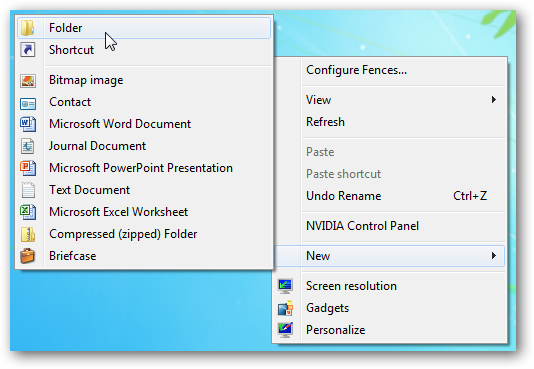 Folder
Shortcut
Bitmap image
Contact
Microsoft Word Document
Journal Document
Microsoft PowerPoint Presentation
Text Document
Microsoft Excel Worksheet
Compressed (zipped) Folder
Briefcase
Configure Fences...
View
Refresh
Paste
Paste shortcut
Undo Rename Ctrl+Z
NVIDIA Control Panel
New
Screen resolution
Gadgets
Personalize